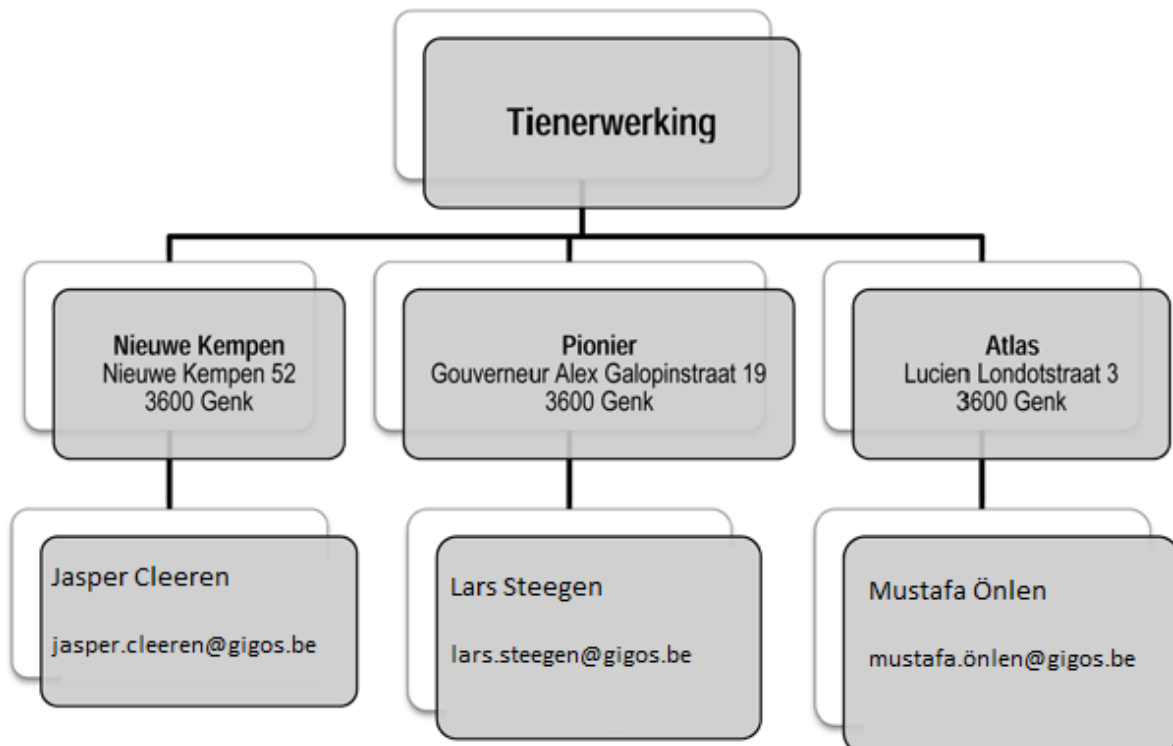 Tienerwerking
Nieuwe Kempen
Nieuwe Kempen 52
3600 Genk
Pionier
Gouverneur Alex Galopinstraat 19
3600 Genk
Atlas
Lucien Londotstraat 3
3600 Genk
Jasper Cleeren
jasper.cleeren@gigos.be
Lars Steegen
lars.steegen@gigos.be
Mustafa Önlen
mustafa.önlen@gigos.be